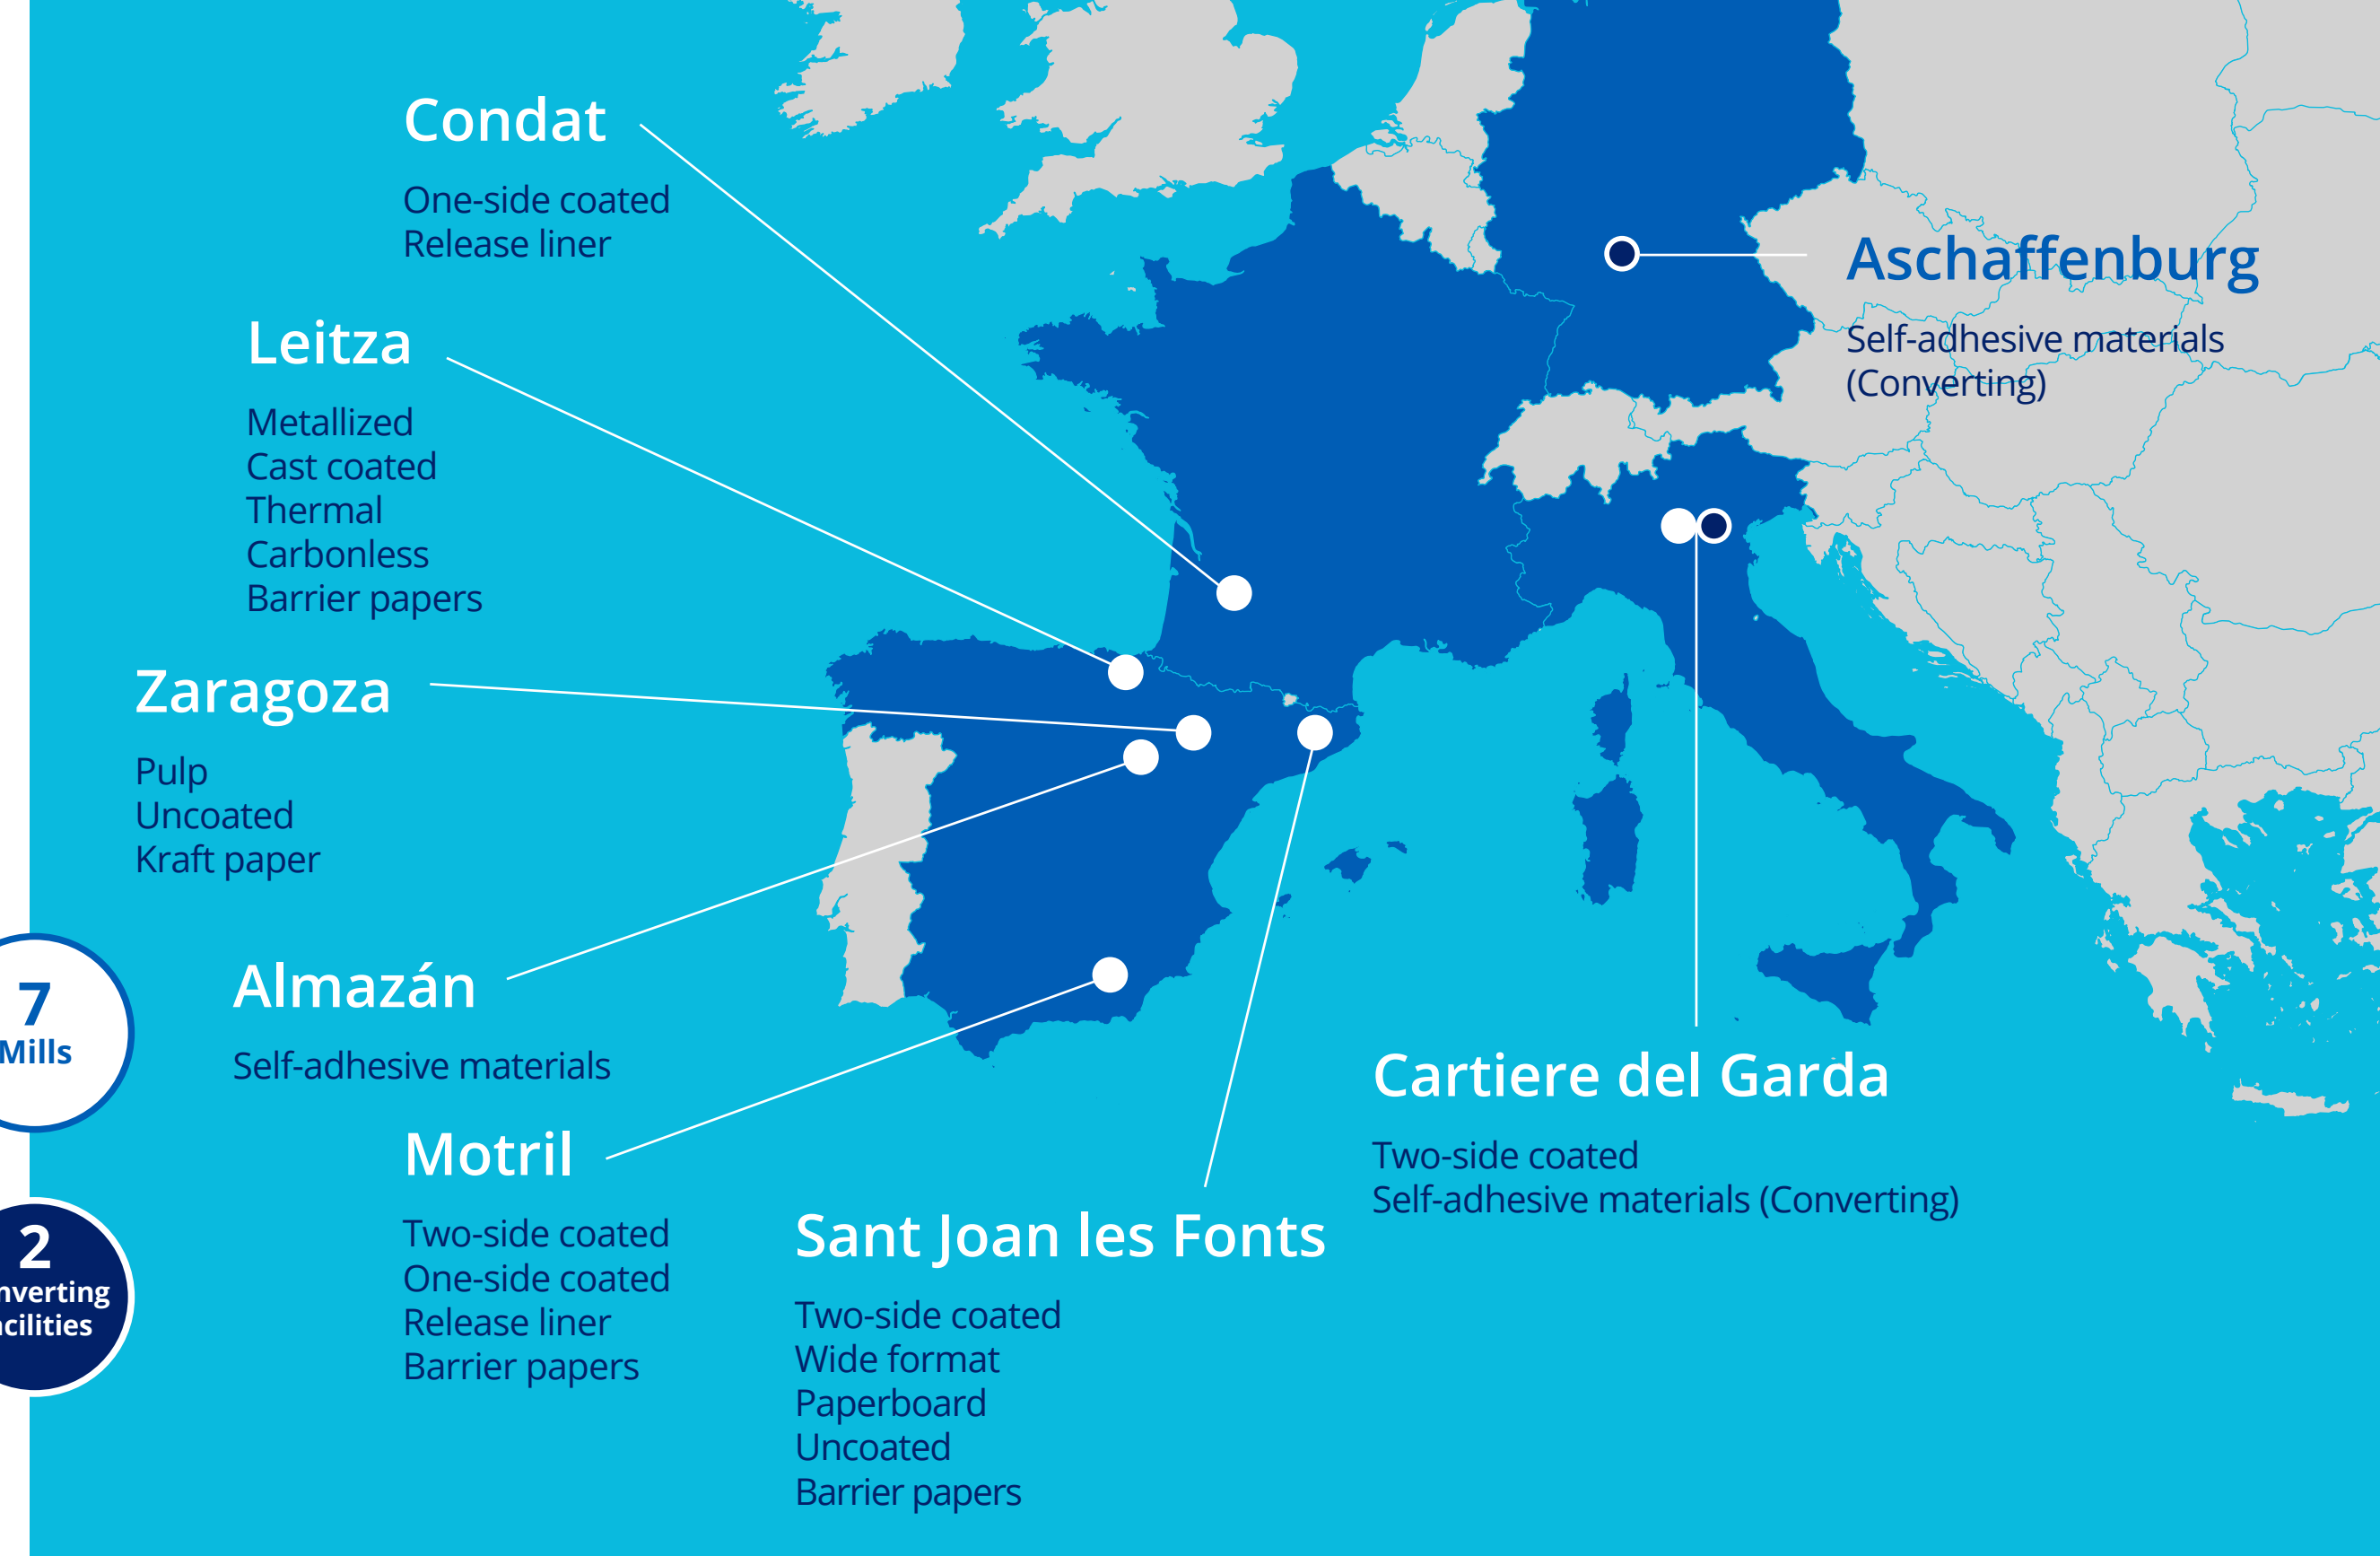 Condat
One-side coated
Release liner
Leitza
Metallized
Cast coated
Thermal
Carbonless
Barrier papers
Zaragoza
Pulp
Uncoated
Kraft paper
Almazán
Self-adhesive materials
Motril
Two-side coated
One-side coated
Release liner
Barrier papers
Sant Joan les Fonts
Two-side coated
Wide format
Paperboard
Uncoated
Barrier papers
Cartiere del Garda
Two-side coated
Self-adhesive materials (Converting)
Aschaffenburg
Self-adhesive materials
(Converting)
7
Mills
2
nverting
cilities